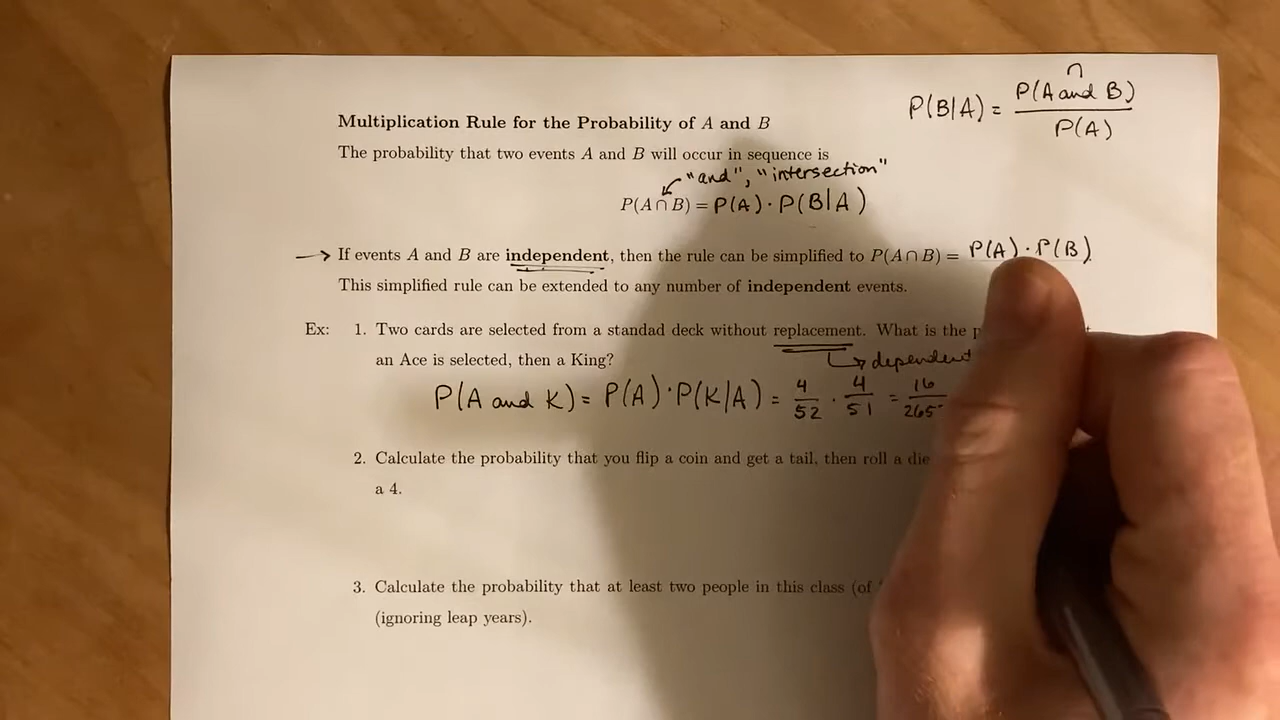 ∩
P(B|A) = P(A and B) / P(A)
Multiplication Rule for the Probability of A and B
The probability that two events A and B will occur in sequence is
"and", "intersection"
P(A ∩ B) = P(A) · P(B|A)
→ If events A and B are independent, then the rule can be simplified to P(A ∩ B) = P(A) · P(B).
This simplified rule can be extended to any number of independent events.
Ex: 1. Two cards are selected from a standad deck without replacement. What is the
an Ace is selected, then a King? ↳ dependent
P(A and K) = P(A) · P(K|A) = 4/52 · 4/51 = 16/
2. Calculate the probability that you flip a coin and get a tail, then roll a die
a 4.
3. Calculate the probability that at least two people in this class (of
(ignoring leap years).